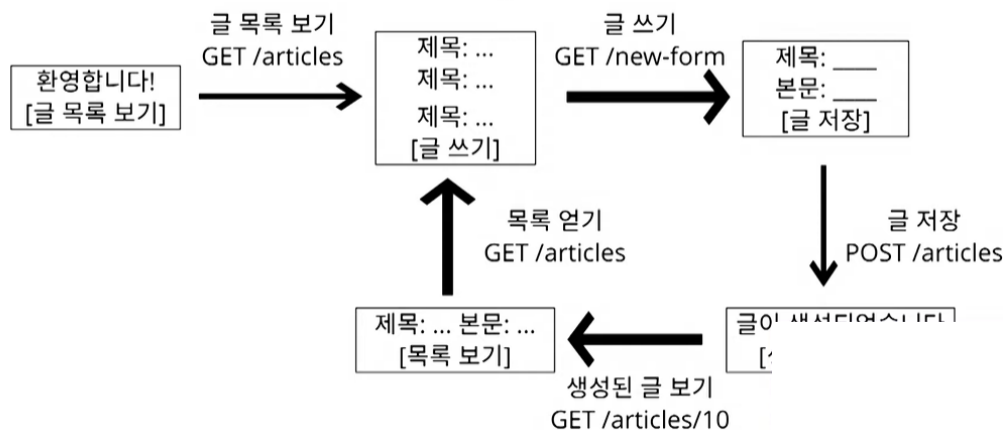 글 목록 보기
GET /articles
환영합니다!
[글 목록 보기]
제목: ...
제목: ...
제목: ...
[글 쓰기]
글 쓰기
GET /new-form
제목: ____
본문: ____
[글 저장]
글 저장
POST /articles
목록 얻기
GET /articles
제목: ... 본문: ...
[목록 보기]
생성된 글 보기
GET /articles/10